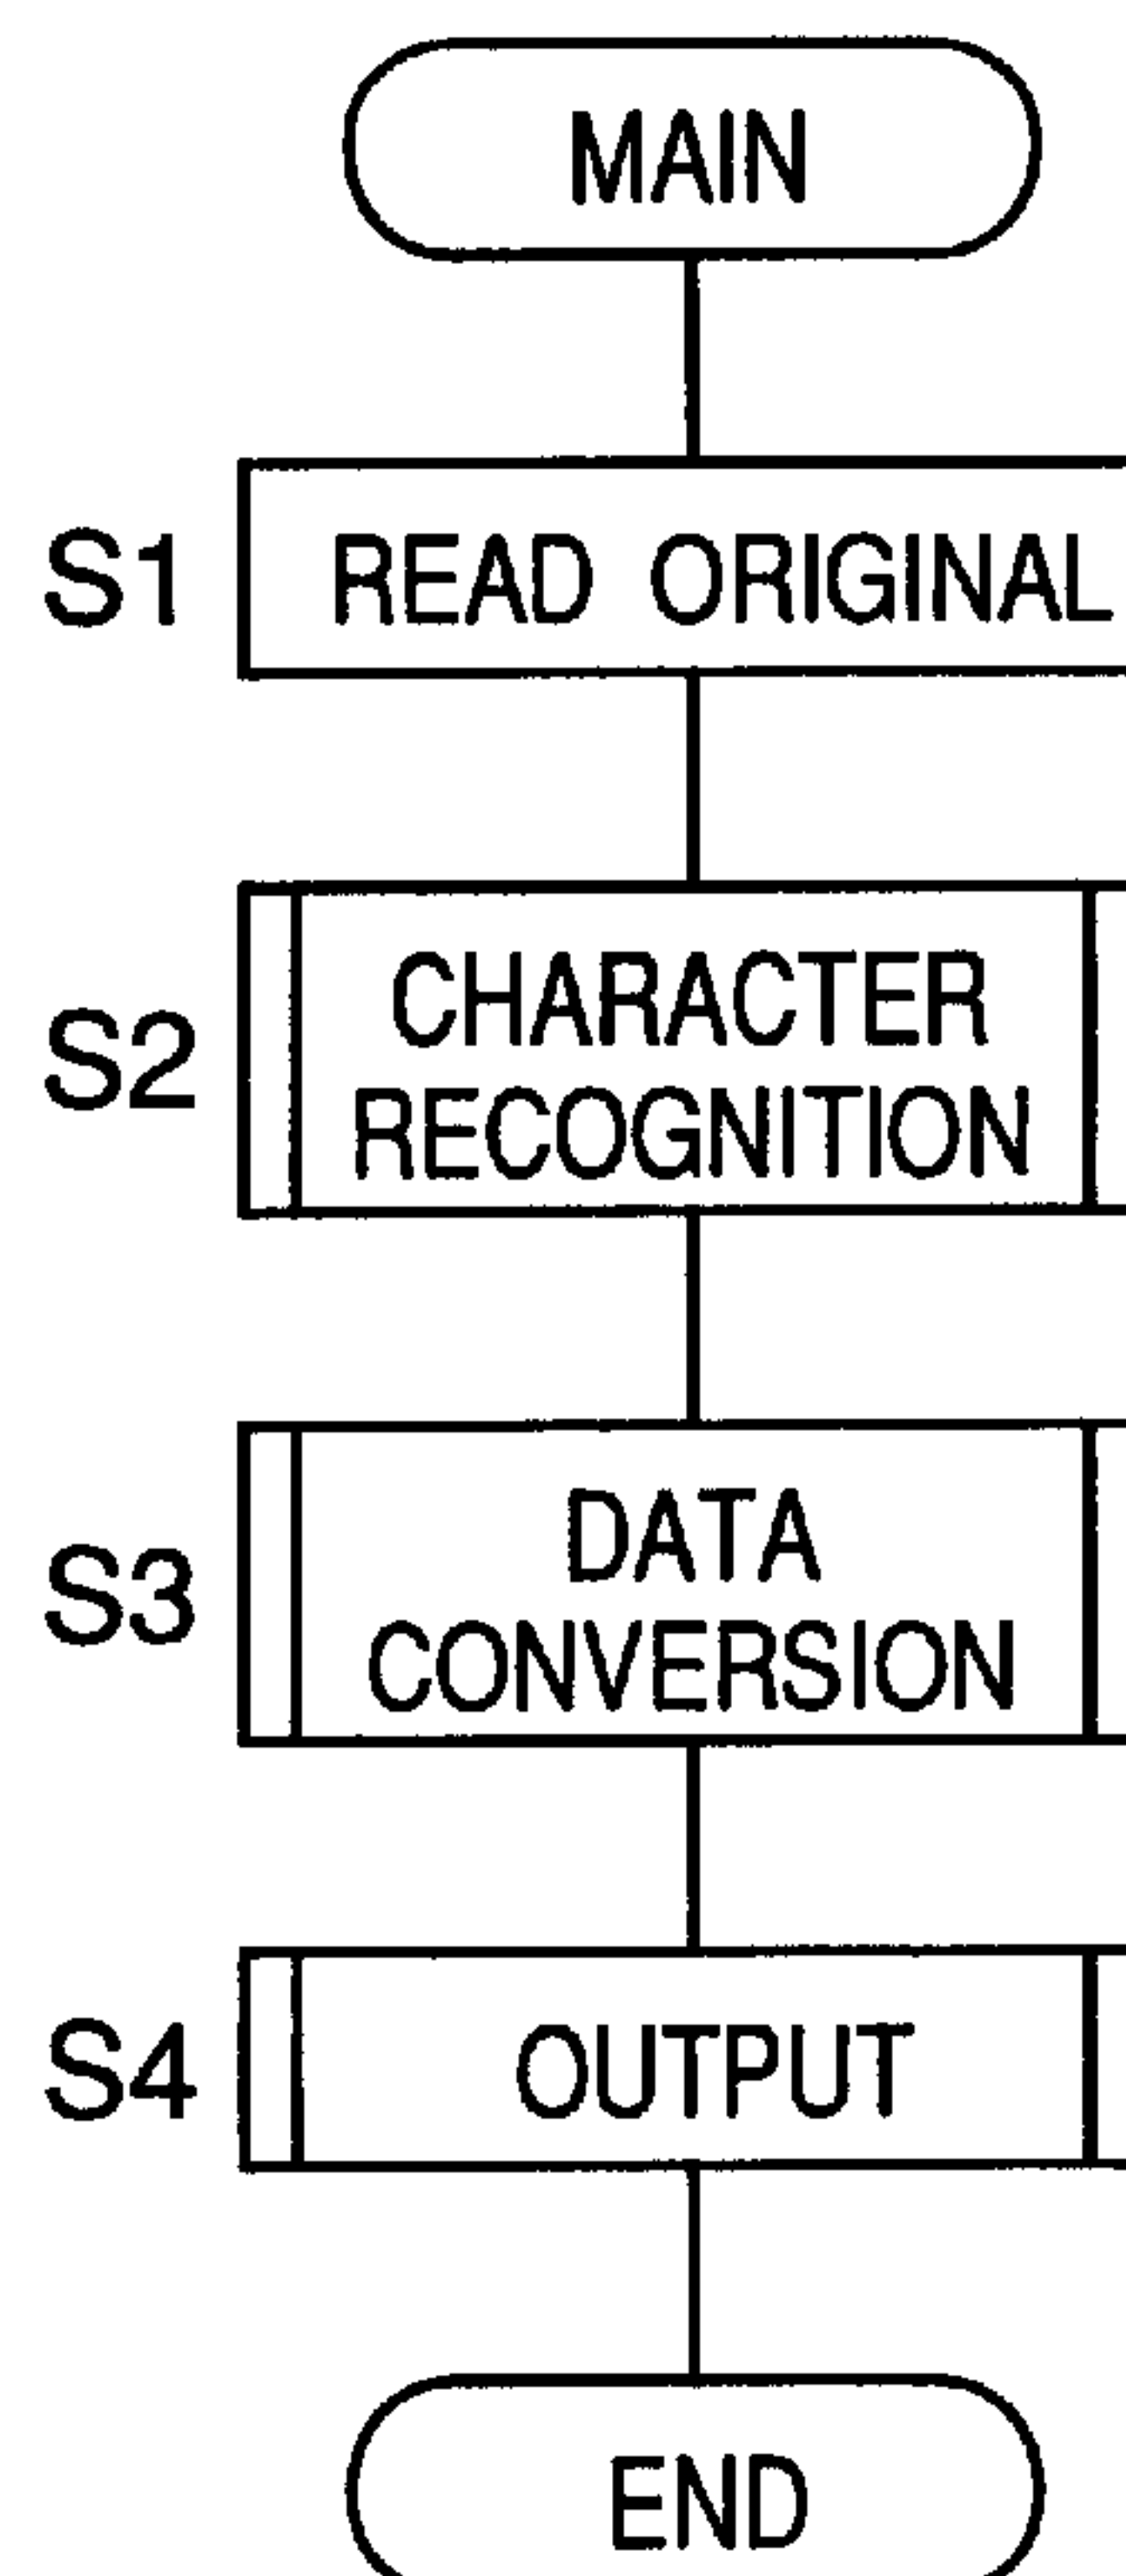 MAIN
S1 READ ORIGINAL
S2 CHARACTER
RECOGNITION
S3 DATA
CONVERSION
S4 OUTPUT
END